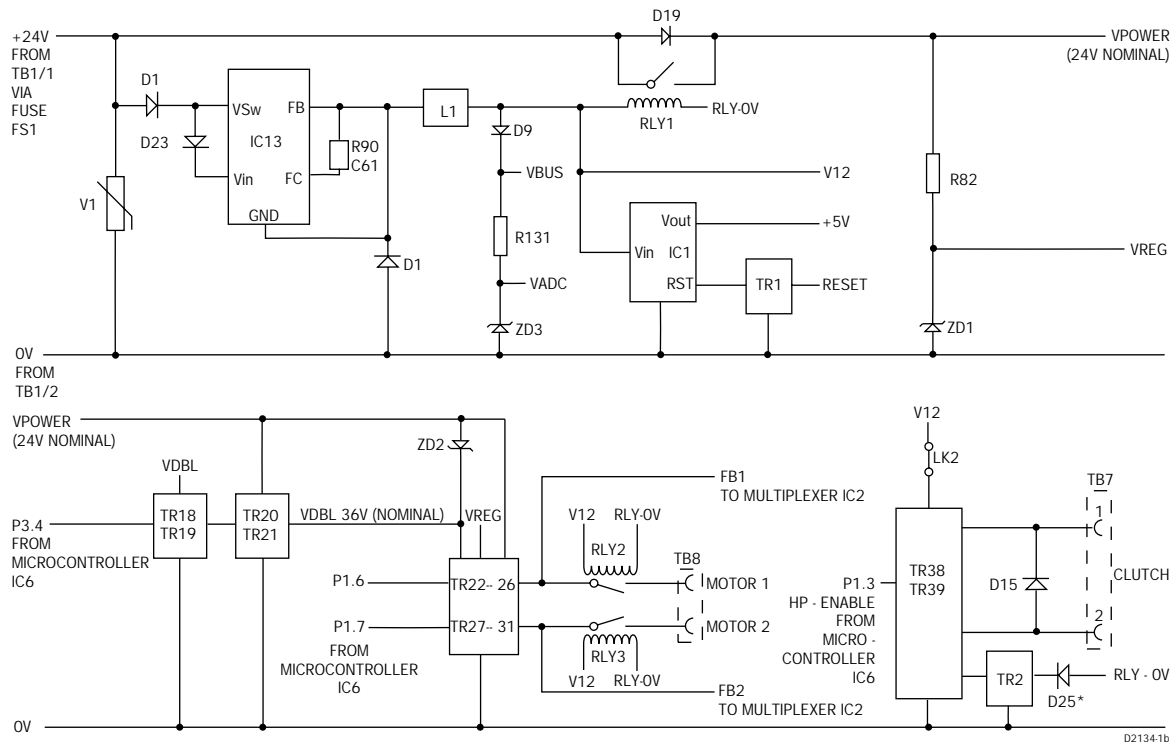 D19
+24V
FROM
TB1/1
VIA
FUSE
FS1
VPOWER
(24V NOMINAL)
D1
VSw
FB
L1
RLY-0V
RLY1
D23
IC13
R90
C61
D9
Vin
FC
VBUS
V12
R82
V1
GND
Vout
+5V
R131
Vin
IC1
VREG
D1
VADC
RST
TR1
RESET
ZD3
ZD1
0V
FROM
TB1/2
VPOWER
(24V NOMINAL)
ZD2
V12
LK2
VDBL
FB1
TO MULTIPLEXER IC2
TB7
P3.4
FROM
MICROCONTROLLER
IC6
TR18
TR19
TR20
TR21
VDBL 36V (NOMINAL)
VREG
V12
RLY-0V
RLY2
TB8
1
P1.6
TR22-- 26
MOTOR 1
P1.3
HP - ENABLE
FROM
MICRO -
CONTROLLER
IC6
TR38
TR39
D15
CLUTCH
P1.7
TR27-- 31
MOTOR 2
2
FROM
MICROCONTROLLER
IC6
RLY3
V12
RLY-0V
FB2
TO MULTIPLEXER IC2
TR2
D25*
RLY - 0V
0V
D2134-1b